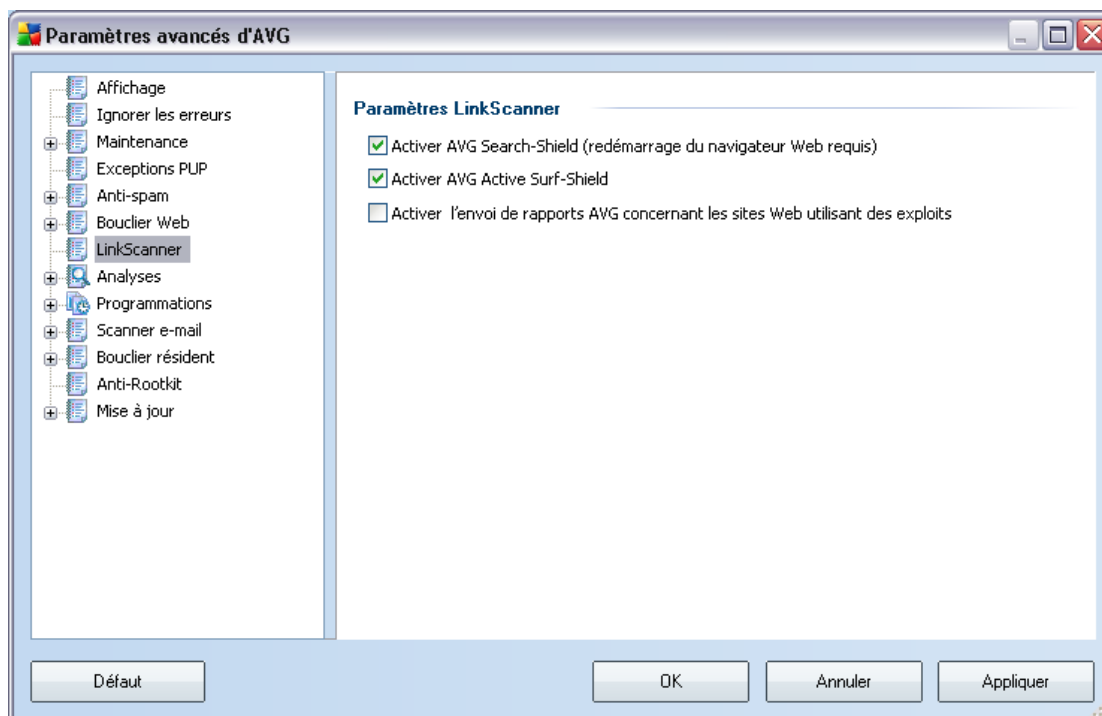 Paramètres avancés d'AVG
Affichage
Ignorer les erreurs
Maintenance
Exceptions PUP
Anti-spam
Bouclier Web
LinkScanner
Analyses
Programmations
Scanner e-mail
Bouclier résident
Anti-Rootkit
Mise à jour
Paramètres LinkScanner
Activer AVG Search-Shield (redémarrage du navigateur Web requis)
Activer AVG Active Surf-Shield
Activer l'envoi de rapports AVG concernant les sites Web utilisant des exploits
Défaut
OK
Annuler
Appliquer